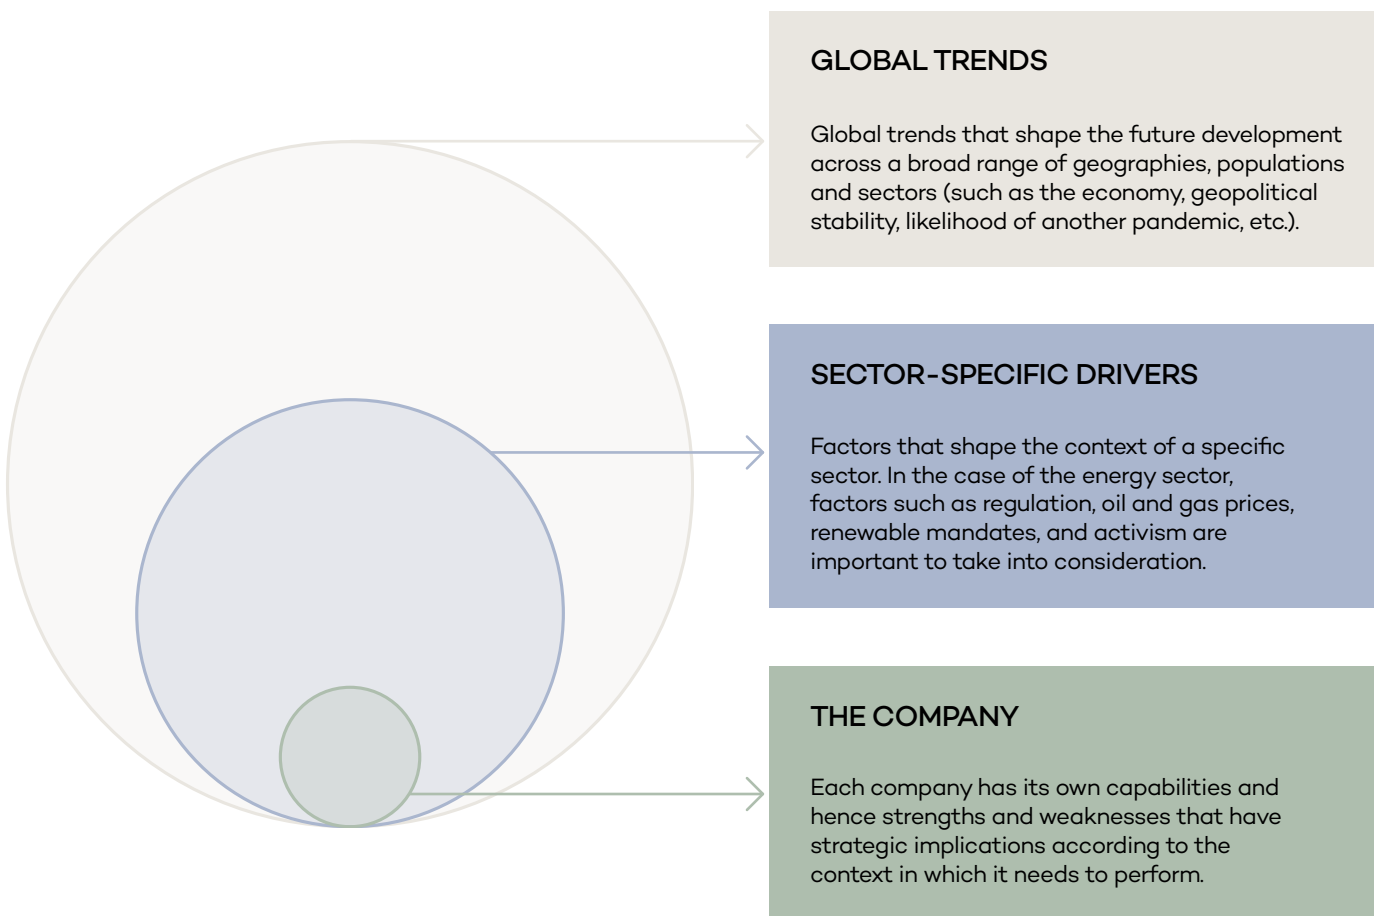 GLOBAL TRENDS
Global trends that shape the future development
across a broad range of geographies, populations
and sectors (such as the economy, geopolitical
stability, likelihood of another pandemic, etc.).
SECTOR-SPECIFIC DRIVERS
Factors that shape the context of a specific
sector. In the case of the energy sector,
factors such as regulation, oil and gas prices,
renewable mandates, and activism are
important to take into consideration.
THE COMPANY
Each company has its own capabilities and
hence strengths and weaknesses that have
strategic implications according to the
context in which it needs to perform.